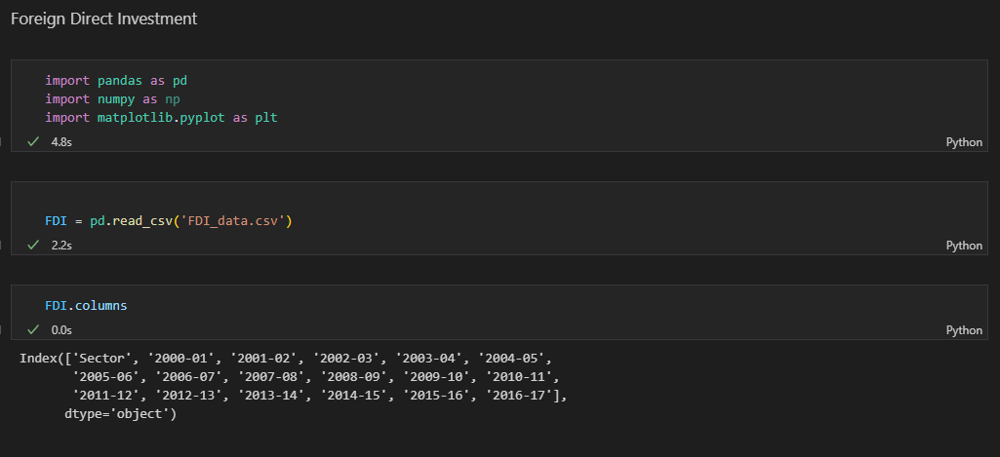 Foreign Direct Investment
import pandas as pd
import numpy as np
import matplotlib.pyplot as plt
4.8s
Python
FDI = pd.read_csv('FDI_data.csv')
2.2s
Python
FDI.columns
0.0s
Python
Index(['Sector', '2000-01', '2001-02', '2002-03', '2003-04', '2004-05',
'2005-06', '2006-07', '2007-08', '2008-09', '2009-10', '2010-11',
'2011-12', '2012-13', '2013-14', '2014-15', '2015-16', '2016-17'],
dtype='object')